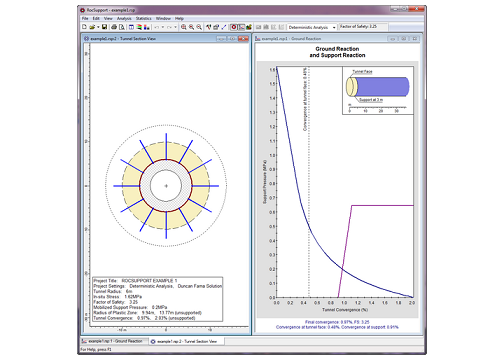 RocSupport - example1.rsp
File Edit View Analysis Statistics Window Help
Deterministic Analysis
Factor of Safety: 3.25
example1.rsp:2 - Tunnel Section View
Project Title: ROCSUPPORT EXAMPLE 1
Project Settings: Deterministic Analysis, Duncan Fama Solution
Tunnel Radius: 6m
In-situ Stress: 1.62MPa
Factor of Safety: 3.25
Mobilized Support Pressure: 0.2MPa
Radius of Plastic Zone: 9.94m, 13.77m (unsupported)
Tunnel Convergence: 0.97%, 2.03% (unsupported)
example1.rsp:1 - Ground Reaction
Ground Reaction
and Support Reaction
Convergence at tunnel face: 0.48%
Tunnel Face
Support at 3 m
m
0 10 20 30
Support Pressure (MPa)
1.6
1.5
1.4
1.3
1.2
1.1
1.0
0.9
0.8
0.7
0.6
0.5
0.4
0.3
0.2
0.1
0.0
0.0 0.2 0.4 0.6 0.8 1.0 1.2 1.4 1.6 1.8 2.0
Tunnel Convergence (%)
Final convergence: 0.97%, FS: 3.25
Convergence at tunnel face: 0.48%, Convergence at support: 0.91%
example1.rsp:1 - Ground Reaction
example1.rsp:2 - Tunnel Section View
For Help, press F1